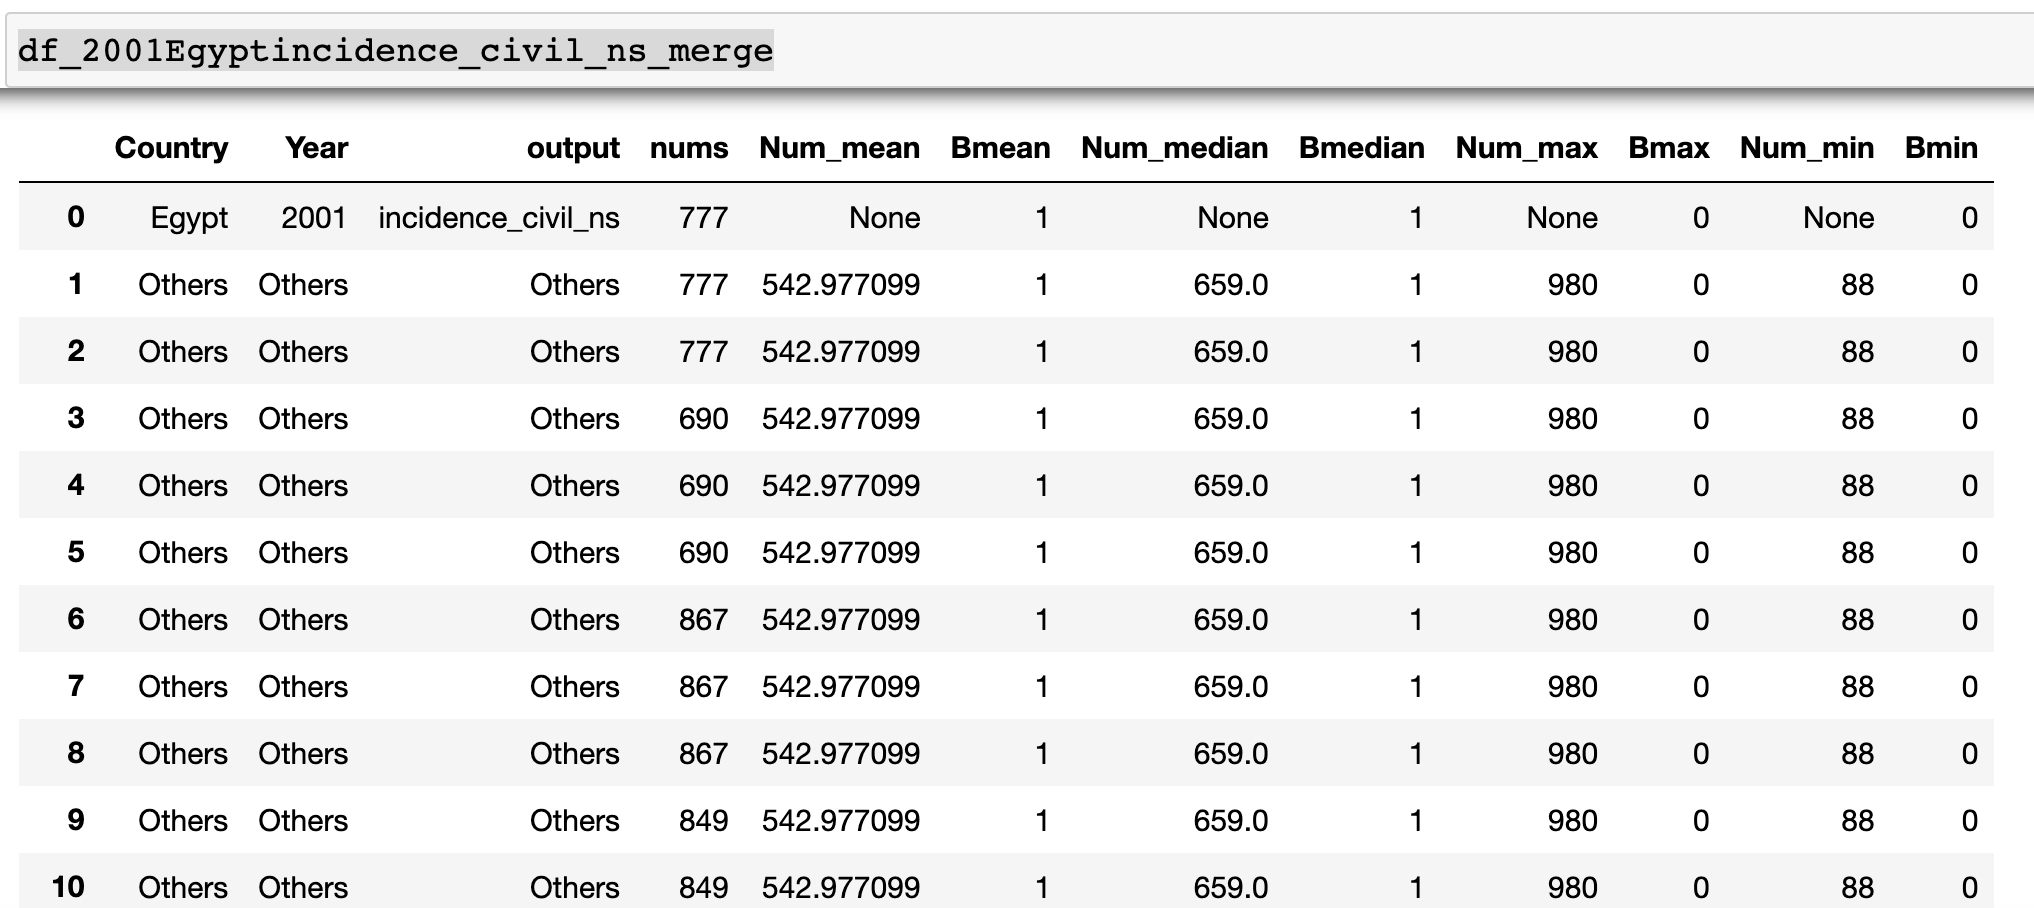 df_2001Egyptincidence_civil_ns_merge
Country Year output nums Num_mean Bmean Num_median Bmedian Num_max Bmax Num_min Bmin
0 Egypt 2001 incidence_civil_ns 777 None 1 None 1 None 0 None 0
1 Others Others Others 777 542.977099 1 659.0 1 980 0 88 0
2 Others Others Others 777 542.977099 1 659.0 1 980 0 88 0
3 Others Others Others 690 542.977099 1 659.0 1 980 0 88 0
4 Others Others Others 690 542.977099 1 659.0 1 980 0 88 0
5 Others Others Others 690 542.977099 1 659.0 1 980 0 88 0
6 Others Others Others 867 542.977099 1 659.0 1 980 0 88 0
7 Others Others Others 867 542.977099 1 659.0 1 980 0 88 0
8 Others Others Others 867 542.977099 1 659.0 1 980 0 88 0
9 Others Others Others 849 542.977099 1 659.0 1 980 0 88 0
10 Others Others Others 849 542.977099 1 659.0 1 980 0 88 0